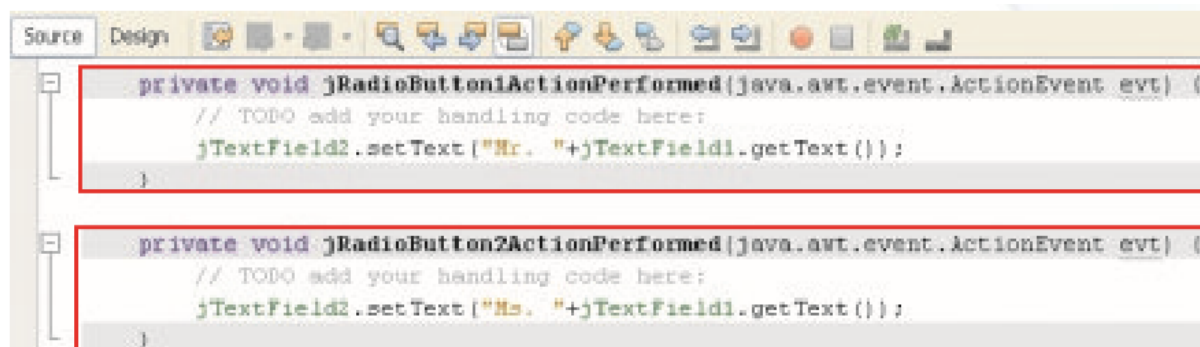 Source Design
private void jRadioButton1ActionPerformed(java.awt.event.ActionEvent evt) {
// TODO add your handling code here:
jTextField2.setText("Mr. "+jTextField1.getText());
}
private void jRadioButton2ActionPerformed(java.awt.event.ActionEvent evt) {
// TODO add your handling code here:
jTextField2.setText("Ms. "+jTextField1.getText());
}